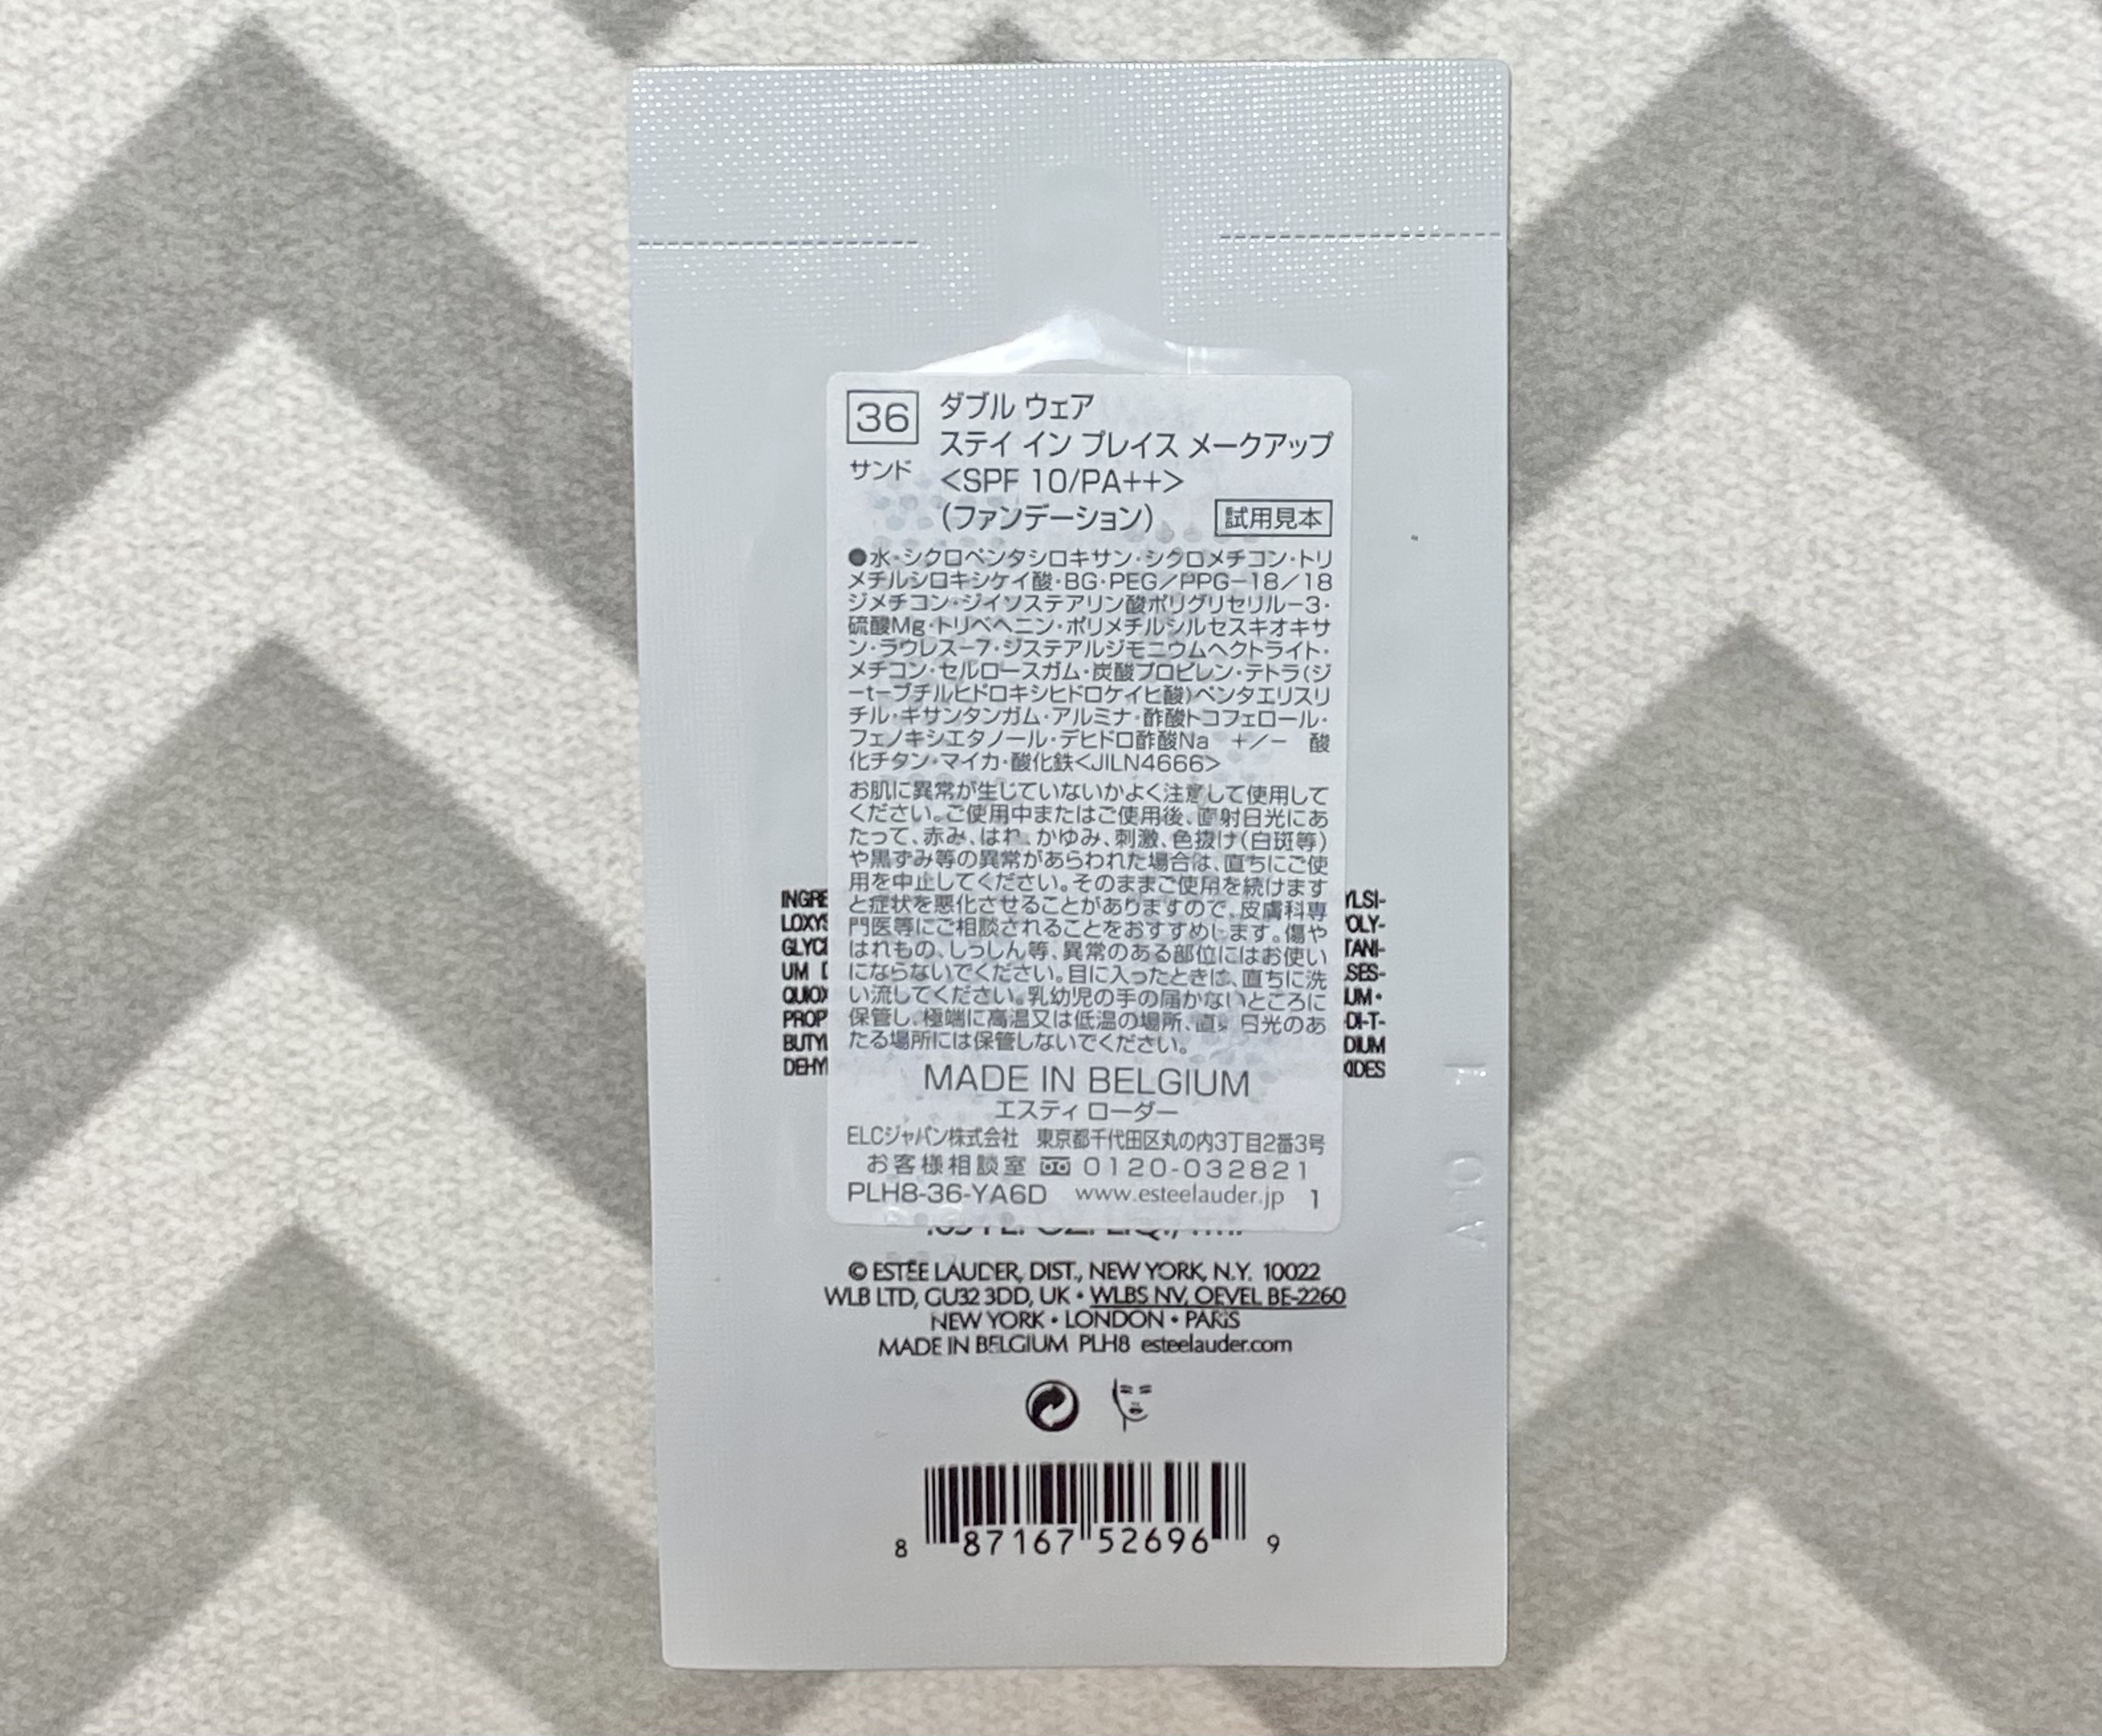 36
サンド
ダブル ウェア
ステイ イン プレイス メークアップ
<SPF 10/PA++>
(ファンデーション)
試用見本
●水・シクロペンタシロキサン・シクロメチコン・トリ
メチルシロキシケイ酸・BG・PEG/PPG-18/18
ジメチコン・ジイソステアリン酸ポリグリセリル-3・
硫酸Mg・トリベヘニン・ポリメチルシルセスキオキサ
ン・ラウレス-7・ジステアルジモニウムヘクトライト・
メチコン・セルロースガム・炭酸プロピレン・テトラ(ジ
-t-ブチルヒドロキシヒドロケイヒ酸)ペンタエリスリ
チル・キサンタンガム・アルミナ・酢酸トコフェロール・
フェノキシエタノール・デヒドロ酢酸Na +/- 酸
化チタン・マイカ・酸化鉄<JILN4666>
お肌に異常が生じていないかよく注意して使用して
ください。ご使用中またはご使用後、直射日光にあ
たって、赤み、はれ、かゆみ、刺激、色抜け(白斑等)
や黒ずみ等の異常があらわれた場合は、直ちにご使
用を中止してください。そのままご使用を続けます
と症状を悪化させることがありますので、皮膚科専
門医等にご相談されることをおすすめします。傷や
はれもの、しっしん等、異常のある部位にはお使い
にならないでください。目に入ったときは、直ちに洗
い流してください。乳幼児の手の届かないところに
保管し、極端に高温又は低温の場所、直射日光のあ
たる場所には保管しないでください。
MADE IN BELGIUM
エスティ ローダー
ELCジャパン株式会社 東京都千代田区丸の内3丁目2番3号
お客様相談室 0120-032821
PLH8-36-YA6D www.esteelauder.jp 1
© ESTĒE LAUDER, DIST., NEW YORK, N.Y. 10022
WLB LTD, GU32 3DD, UK • WLBS NV, OEVEL BE-2260
NEW YORK • LONDON • PARIS
MADE IN BELGIUM PLH8 esteelauder.com
8 87167 52696 9